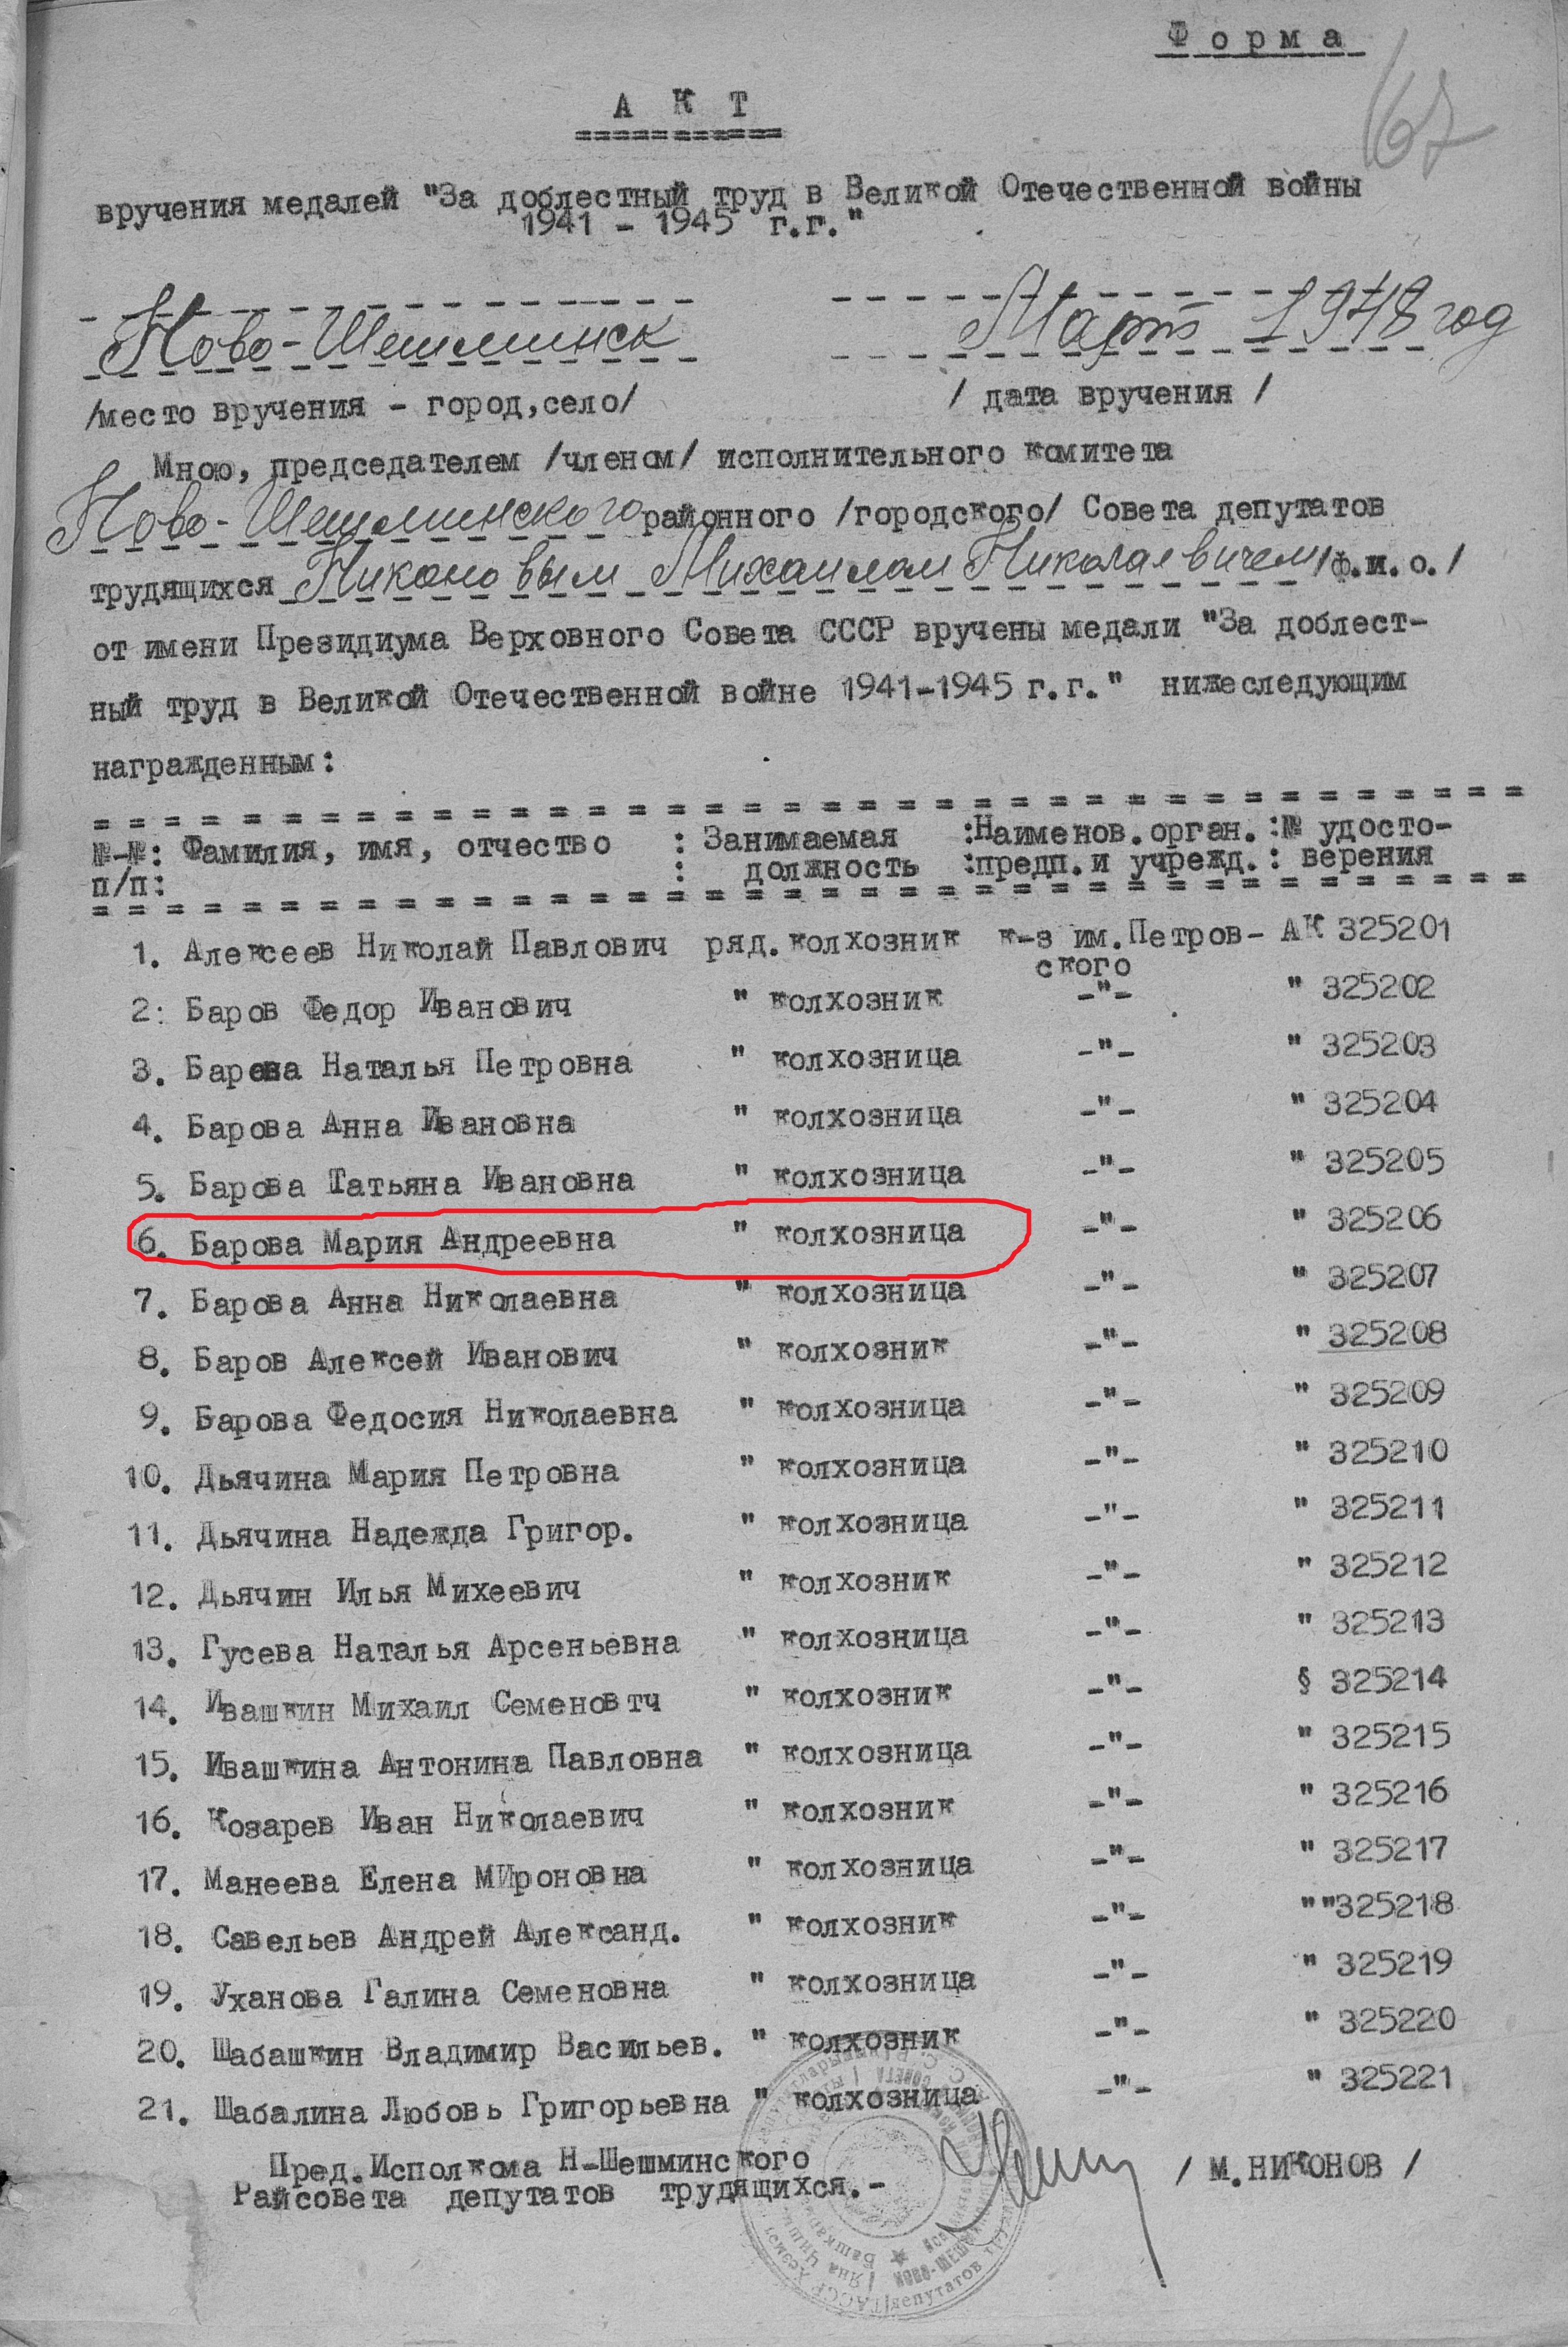 Форма
67
АКТ
вручения медалей "За доблестный труд в Великой Отечественной войны
1941 - 1945 г.г."
Ново-Шешминск Март 1948 год
/место вручения - город,село/ / дата вручения /
Мною, председателем /членом/ исполнительного комитета
Ново-Шешминского районного /городского/ Совета депутатов
трудящихся Никоновым Михаилом Николаевичем /ф.и.о./
от имени Президиума Верховного Совета СССР вручены медали "За доблест-
ный труд в Великой Отечественной войне 1941-1945 г.г." нижеследующим
награжденным:
№-№: Фамилия, имя, отчество : Занимаемая :Наименов.орган. :№ удосто-
п/п: : должность :предп.и учрежд. : верения
1. Алексеев Николай Павлович ряд. колхозник к-з им.Петров- АК 325201
ского
2: Баров Федор Иванович " колхозник -"- " 325202
3. Барова Наталья Петровна " колхозница -"- " 325203
4. Барова Анна Ивановна " колхозница -"- " 325204
5. Барова Татьяна Ивановна " колхозница -"- " 325205
6. Барова Мария Андреевна " колхозница -"- " 325206
7. Барова Анна Николаевна " колхозница -"- " 325207
8. Баров Алексей Иванович " колхозник -"- " 325208
9. Барова Федосия Николаевна " колхозница -"- " 325209
10. Дьячина Мария Петровна " колхозница -"- " 325210
11. Дьячина Надежда Григор. " колхозница -"- " 325211
12. Дьячин Илья Михеевич " колхозник -"- " 325212
13. Гусева Наталья Арсеньевна " колхозница -"- " 325213
14. Ивашкин Михаил Семеновтч " колхозник -"- § 325214
15. Ивашкина Антонина Павловна " колхозница -"- " 325215
16. Козарев Иван Николаевич " колхозник -"- " 325216
17. Манеева Елена МИроновна " колхозница -"- " 325217
18. Савельев Андрей Александ. " колхозник -"- " "325218
19. Уханова Галина Семеновна " колхозница -"- " 325219
20. Шабашкин Владимир Васильев. " колхозник -"- " 325220
21. Шабалина Любовь Григорьевна " колхозница -"- " 325221
Пред.Исполкома Н-Шешминского
Райсовета депутатов трудящихся.- / М.НИКОНОВ /